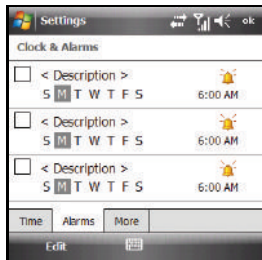 Settings ok
Clock & Alarms
< Description >
S M T W T F S 6:00 AM
< Description >
S M T W T F S 6:00 AM
< Description >
S M T W T F S 6:00 AM
Time Alarms More
Edit